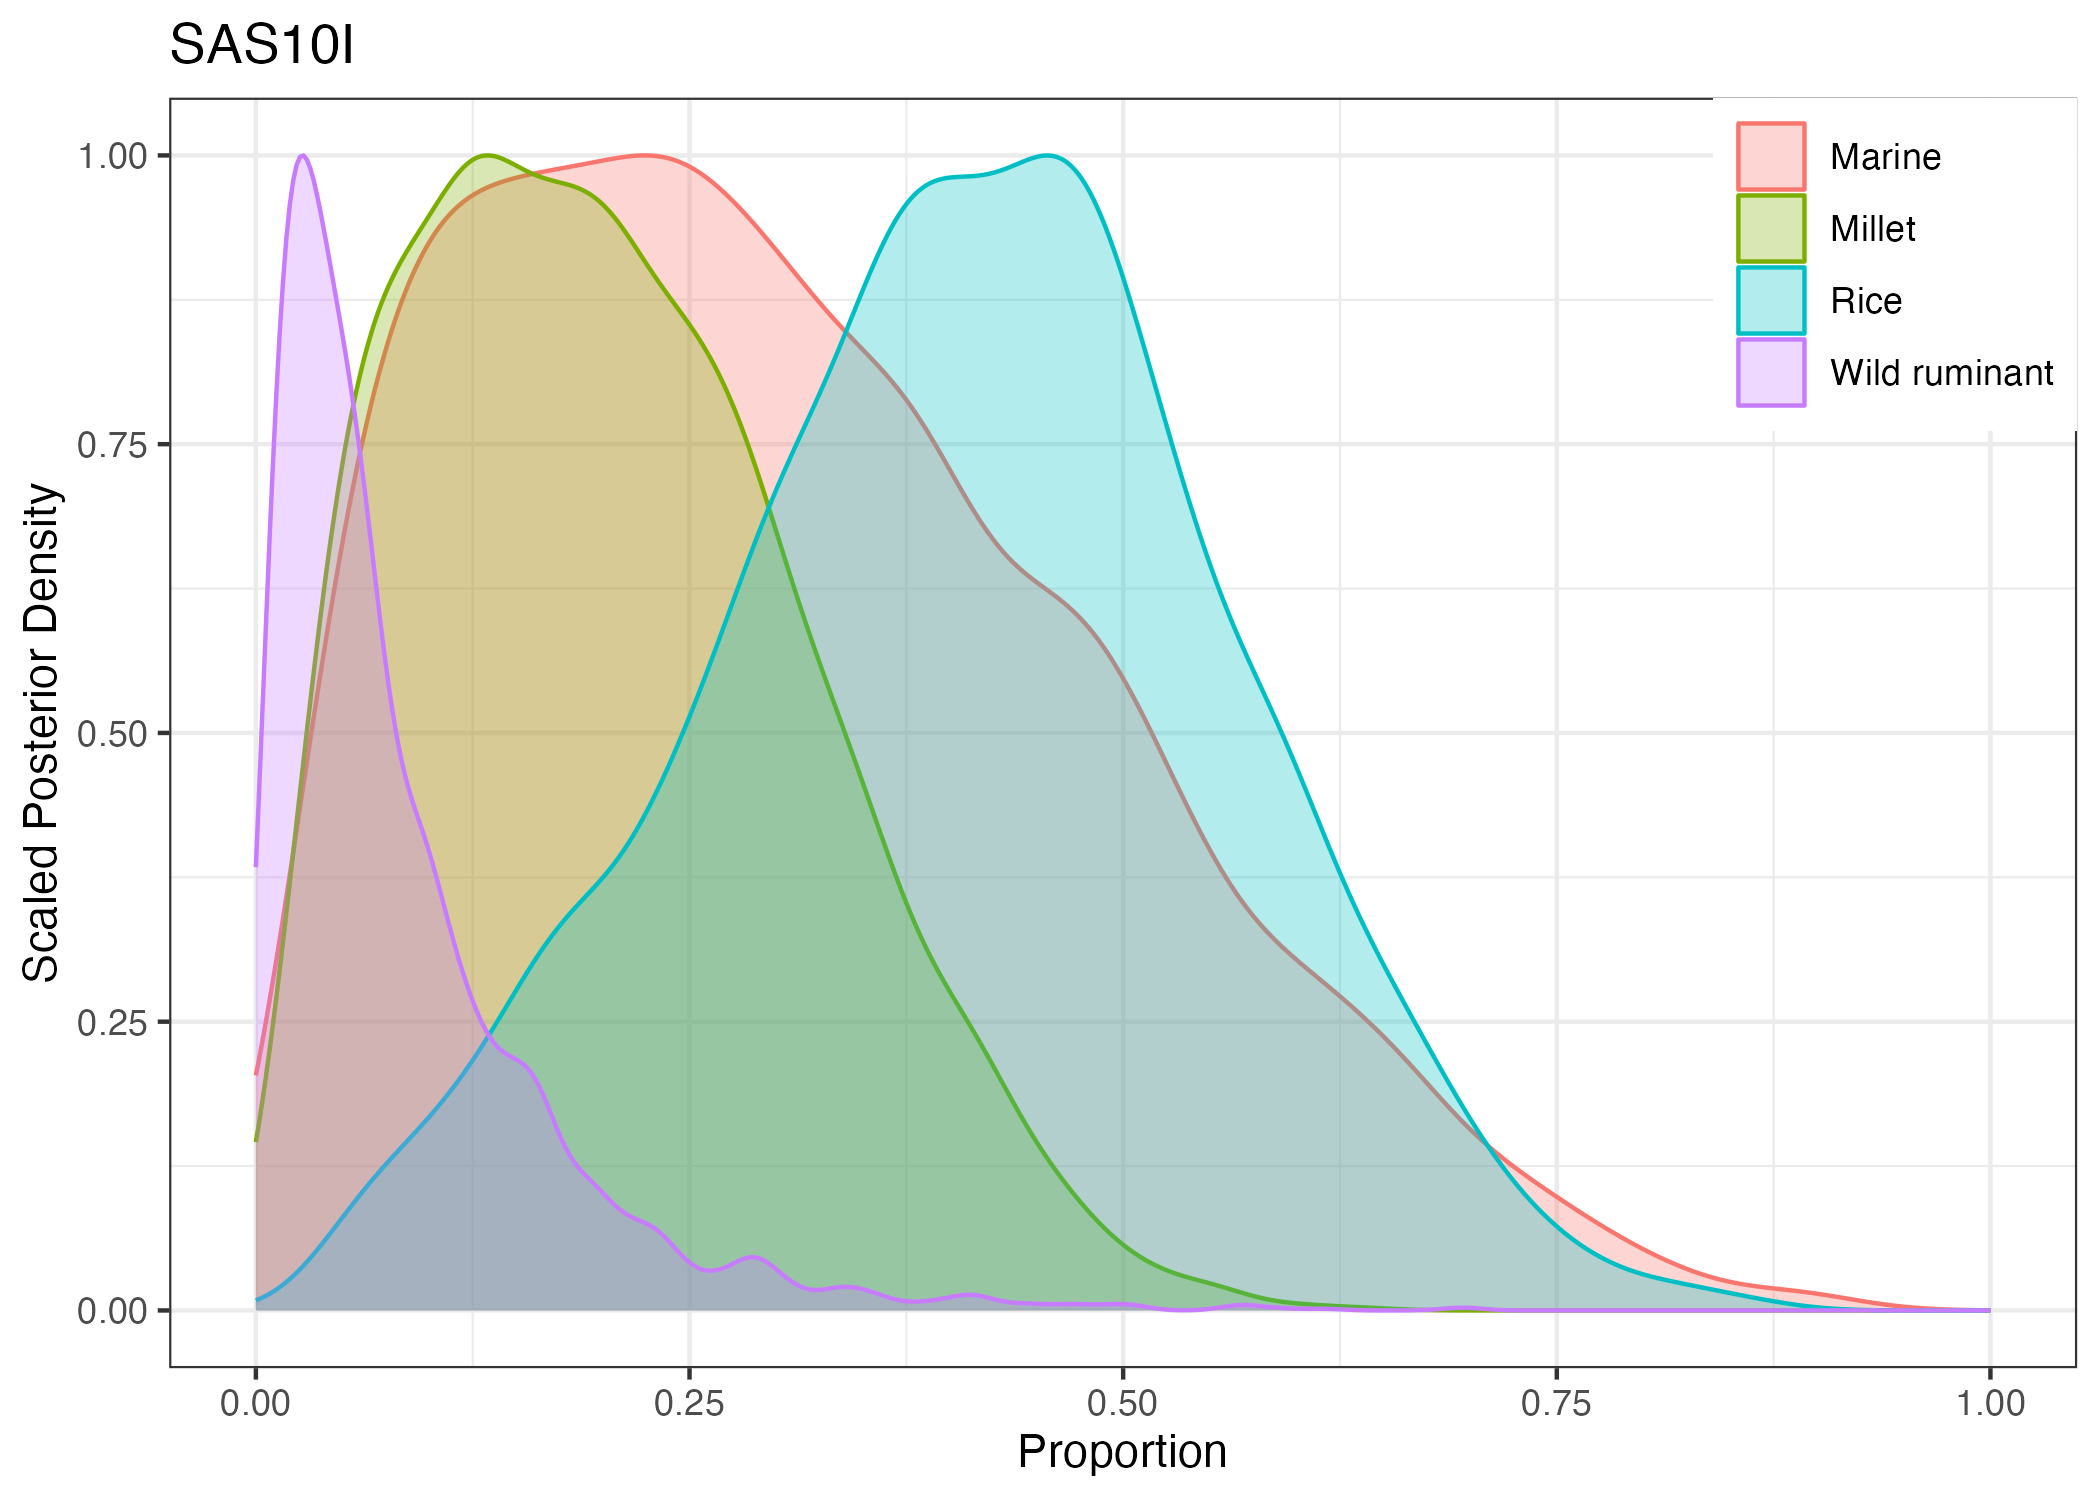 SAS10I
Marine
Millet
Rice
Wild ruminant
Scaled Posterior Density
1.00
0.75
0.50
0.25
0.00
0.00 0.25 0.50 0.75 1.00
Proportion